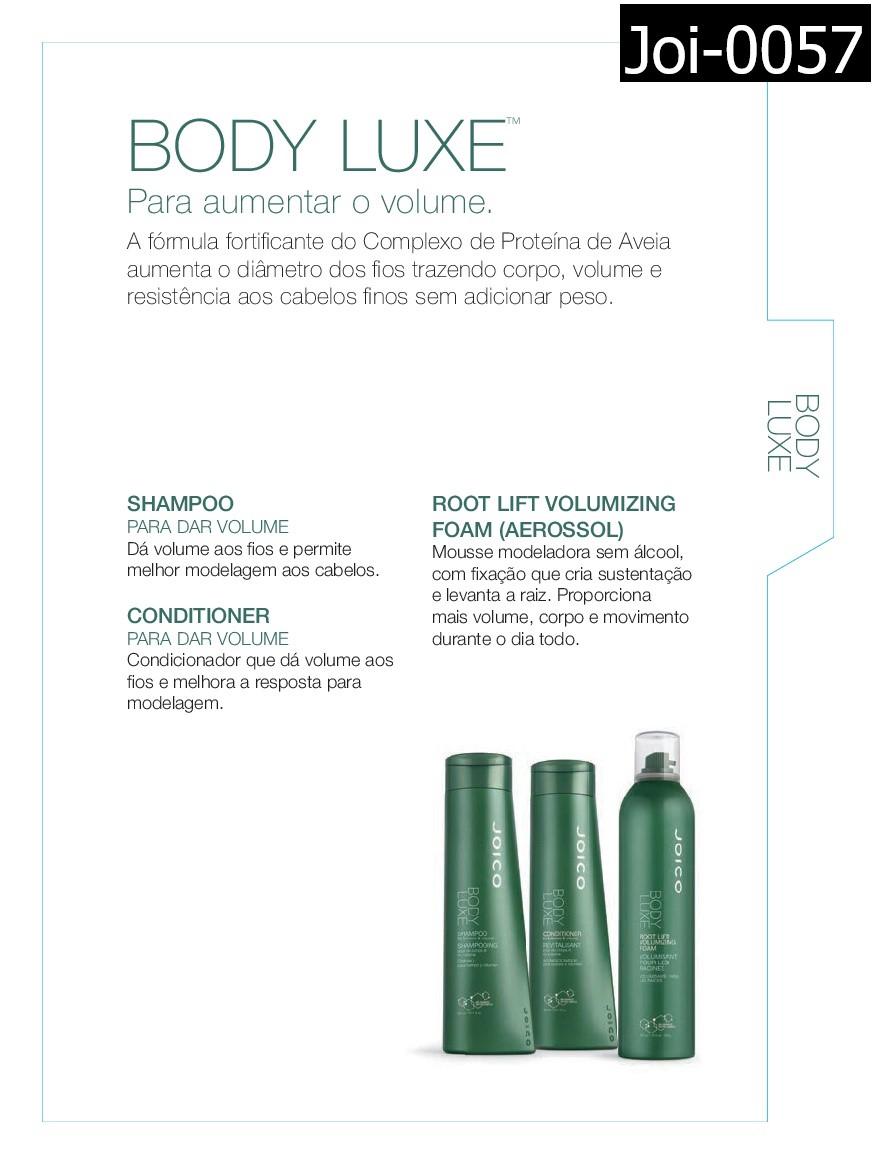 Joi-0057
BODY LUXE™
Para aumentar o volume.
A fórmula fortificante do Complexo de Proteína de Aveia
aumenta o diâmetro dos fios trazendo corpo, volume e
resistência aos cabelos finos sem adicionar peso.
BODY
LUXE
SHAMPOO
PARA DAR VOLUME
Dá volume aos fios e permite
melhor modelagem aos cabelos.
CONDITIONER
PARA DAR VOLUME
Condicionador que dá volume aos
fios e melhora a resposta para
modelagem.
ROOT LIFT VOLUMIZING
FOAM (AEROSSOL)
Mousse modeladora sem álcool,
com fixação que cria sustentação
e levanta a raiz. Proporciona
mais volume, corpo e movimento
durante o dia todo.
JOICO
BODY
LUXE
SHAMPOO
SHAMPOOING
JOICO
JOICO
BODY
LUXE
CONDITIONER
REVITALISANT
JOICO
JOICO
BODY
LUXE
ROOT LIFT
VOLUMIZING
FOAM
VOLUMISANT
POUR LES
RACINES